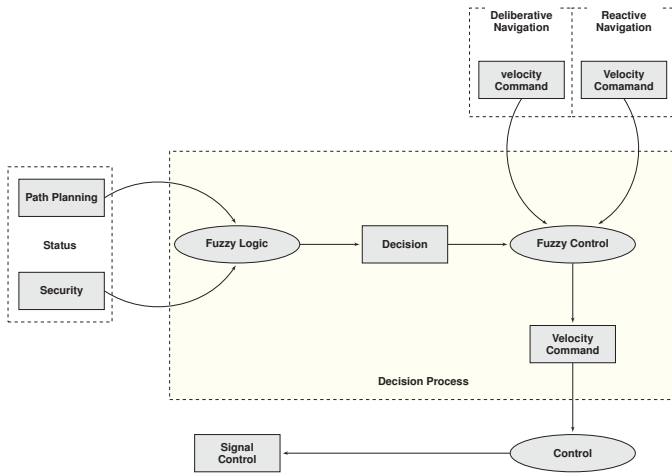 Deliberative
Navigation
Reactive
Navigation
velocity
Command
Velocity
Comamand
Path Planning
Status
Security
Fuzzy Logic
Decision
Fuzzy Control
Velocity
Command
Decision Process
Signal
Control
Control